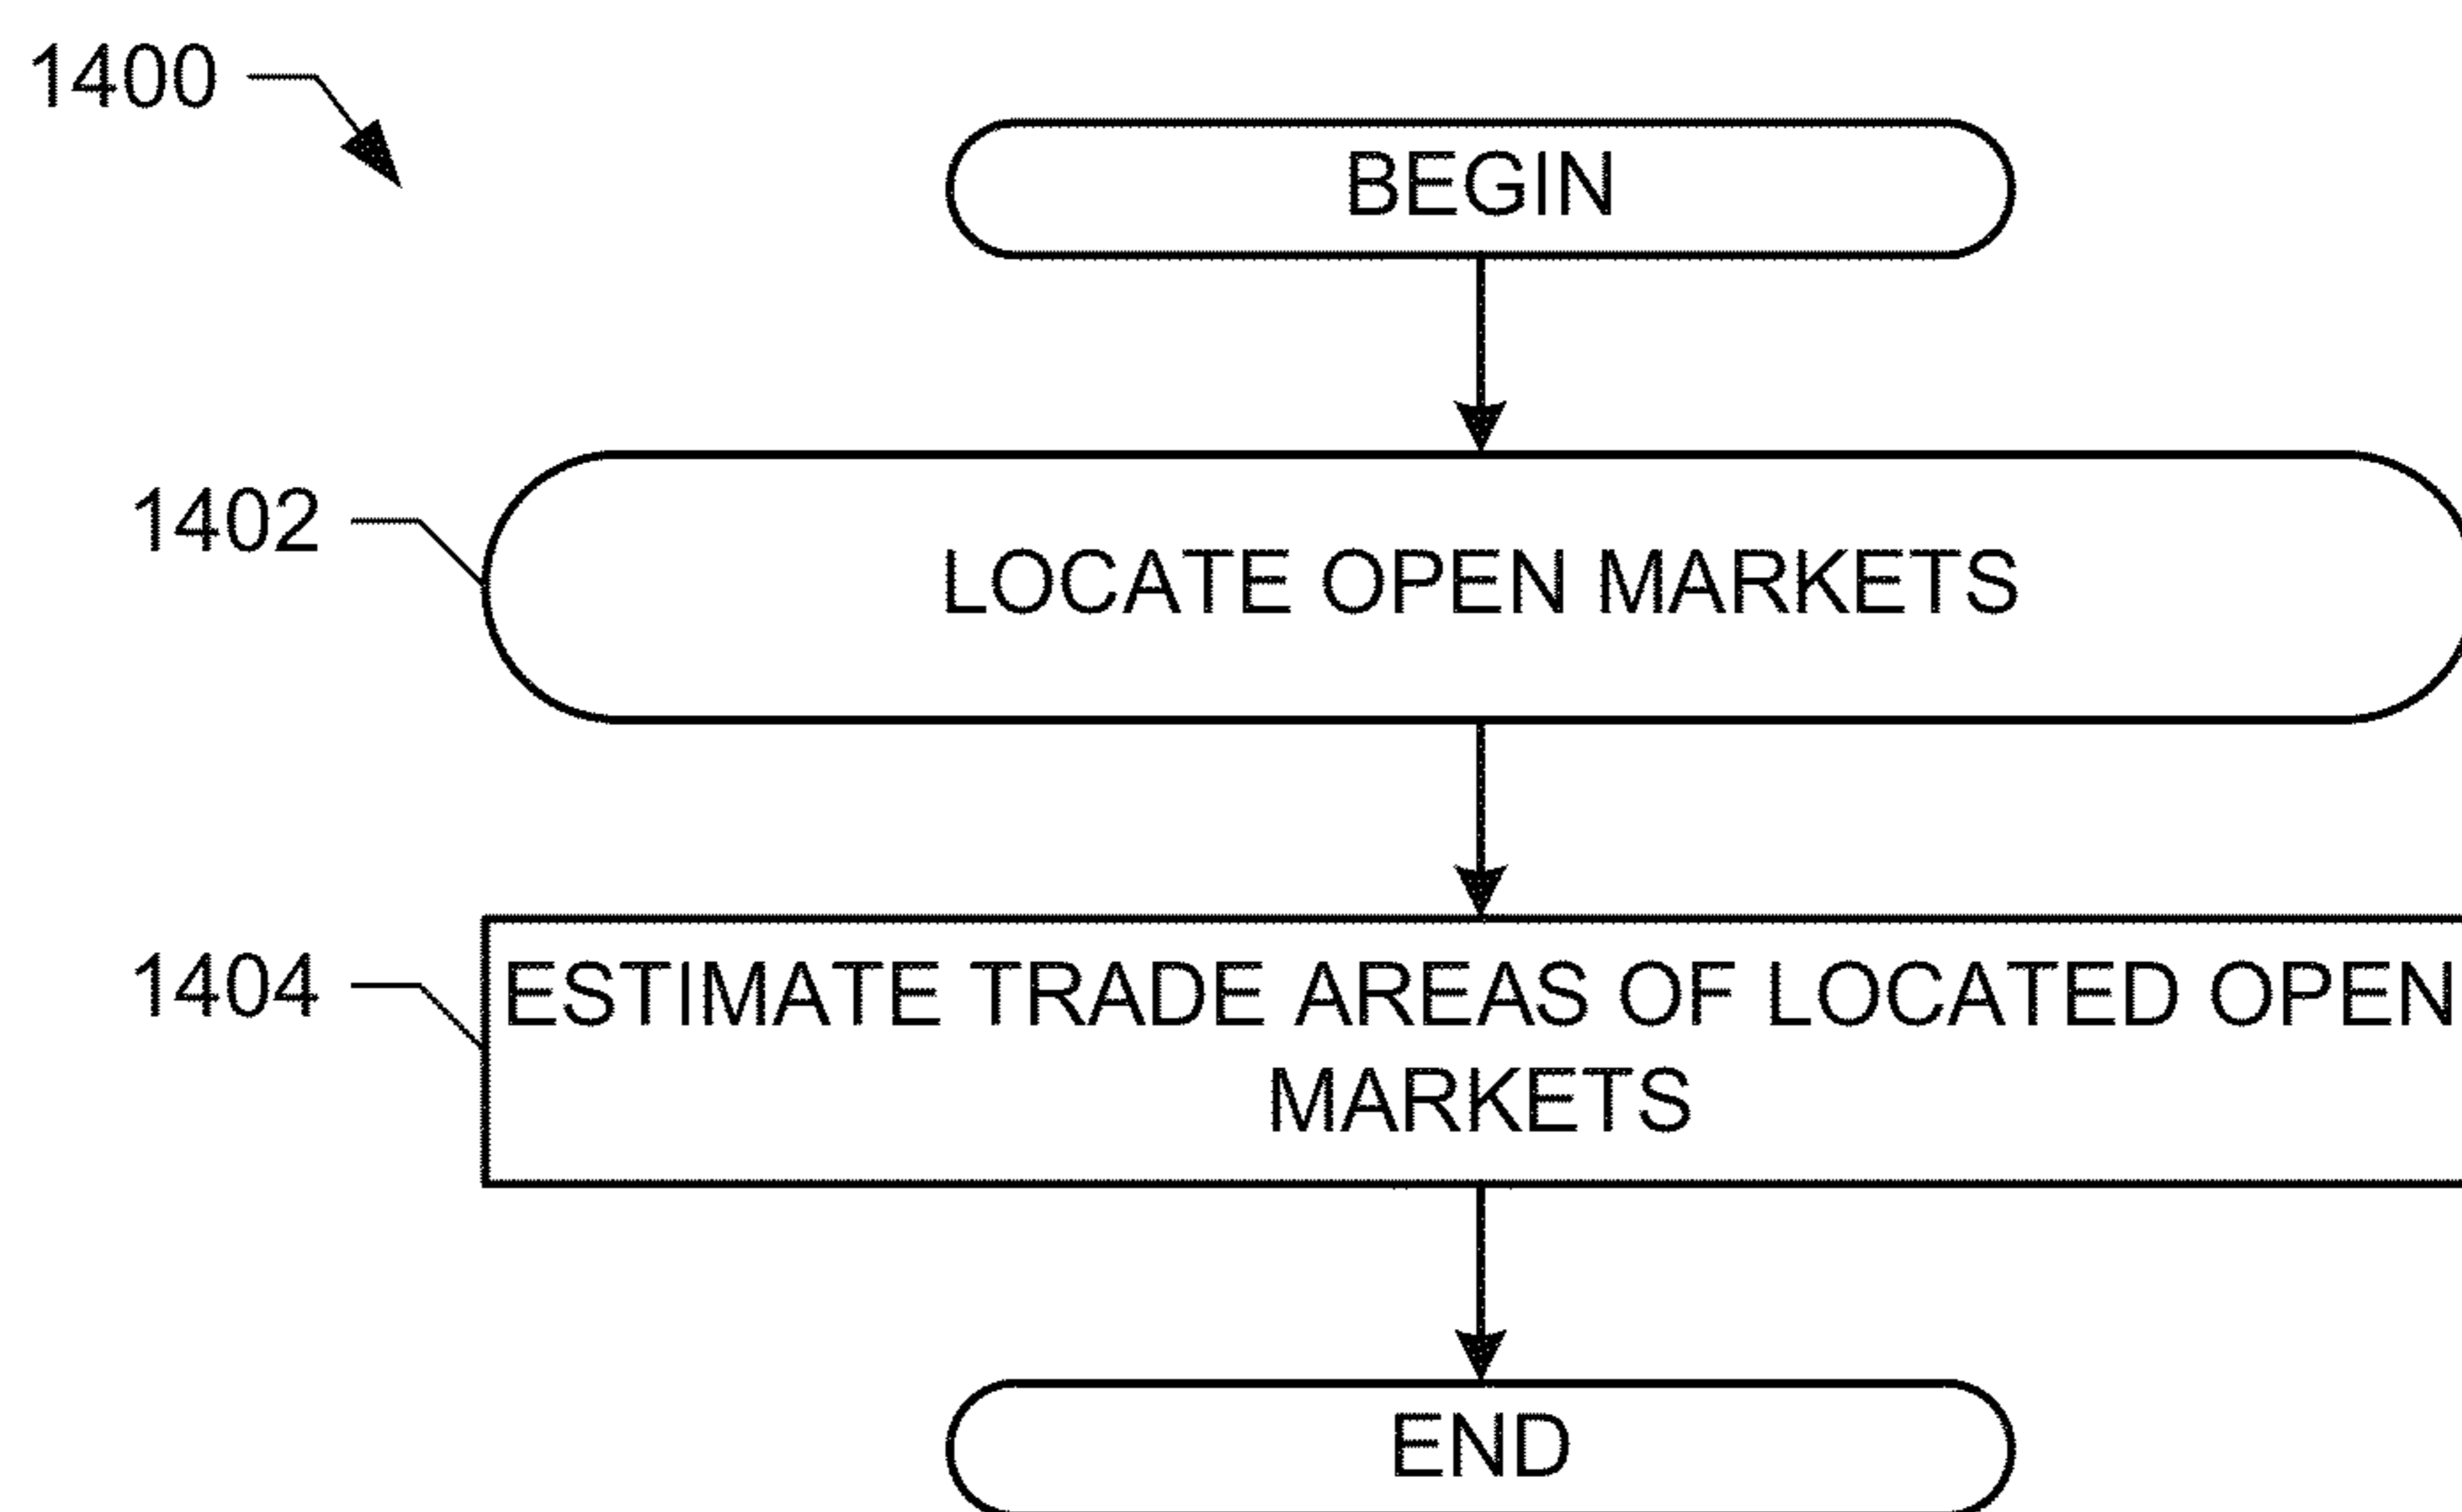 1400
BEGIN
1402
LOCATE OPEN MARKETS
1404
ESTIMATE TRADE AREAS OF LOCATED OPEN
MARKETS
END